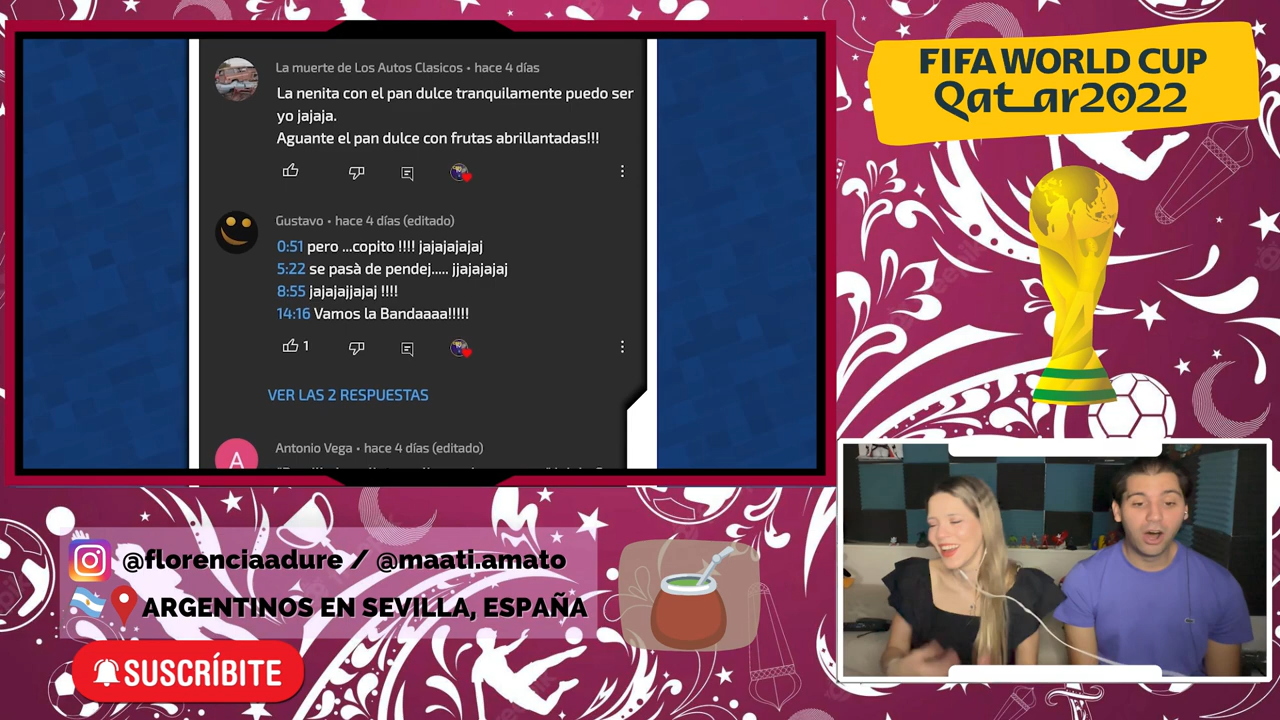 La muerte de Los Autos Clasicos • hace 4 días
La nenita con el pan dulce tranquilamente puedo ser
yo jajaja.
Aguante el pan dulce con frutas abrillantadas!!!
Gustavo • hace 4 días (editado)
0:51 pero ...copito !!!! jajajajajaj
5:22 se pasà de pendej..... jjajajajaj
8:55 jajajajjajaj !!!!
14:16 Vamos la Bandaaaa!!!!!
1
VER LAS 2 RESPUESTAS
A
Antonio Vega • hace 4 días (editado)
FIFA WORLD CUP
Qatar2022
@florenciaadure / @maati.amato
ARGENTINOS EN SEVILLA, ESPAÑA
SUSCRÍBITE